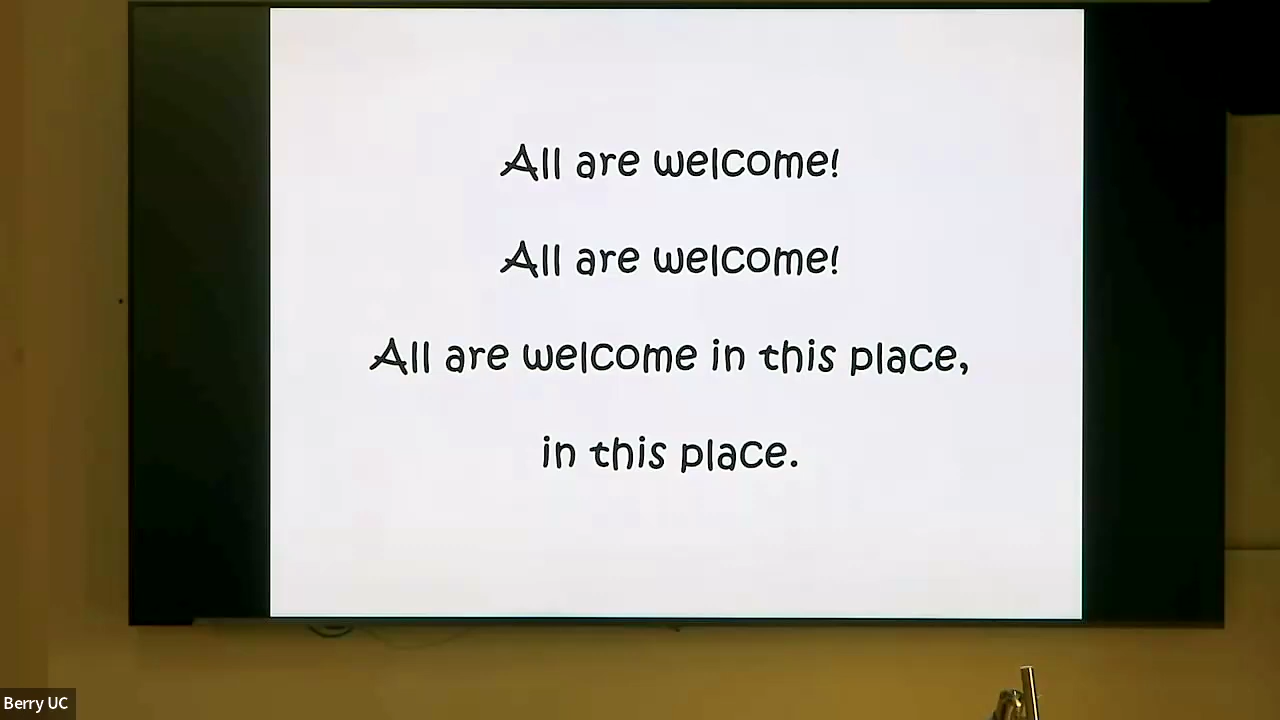 All are welcome!
All are welcome!
All are welcome in this place,
in this place.
Berry UC